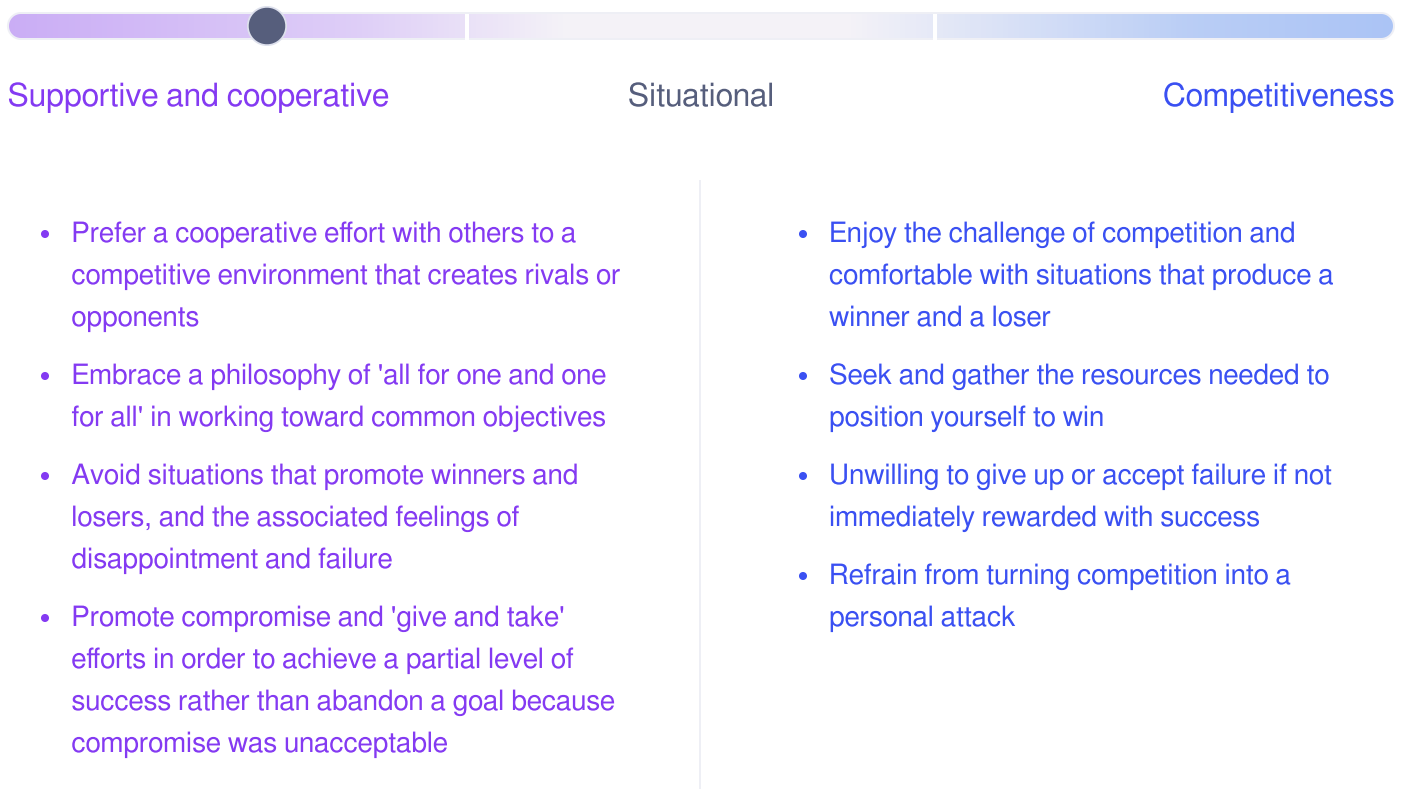 Supportive and cooperative
Situational
Competitiveness
• Prefer a cooperative effort with others to a
competitive environment that creates rivals or
opponents
• Embrace a philosophy of 'all for one and one
for all' in working toward common objectives
• Avoid situations that promote winners and
losers, and the associated feelings of
disappointment and failure
• Promote compromise and 'give and take'
efforts in order to achieve a partial level of
success rather than abandon a goal because
compromise was unacceptable
• Enjoy the challenge of competition and
comfortable with situations that produce a
winner and a loser
• Seek and gather the resources needed to
position yourself to win
• Unwilling to give up or accept failure if not
immediately rewarded with success
• Refrain from turning competition into a
personal attack